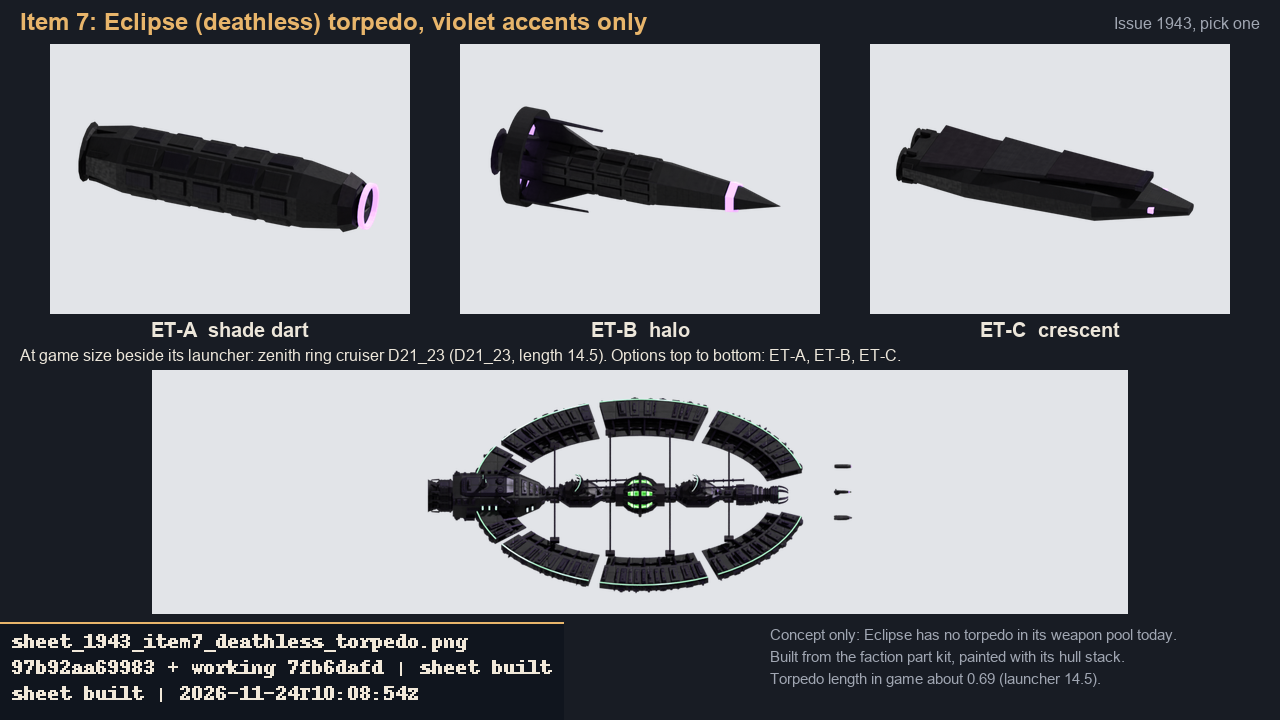 Item 7: Eclipse (deathless) torpedo, violet accents only
Issue 1943, pick one
ET-A shade dart
ET-B halo
ET-C crescent
At game size beside its launcher: zenith ring cruiser D21_23 (D21_23, length 14.5). Options top to bottom: ET-A, ET-B, ET-C.
sheet_1943_item7_deathless_torpedo.png
97b92aa69983 + working 7fb6dafd | sheet built
sheet built | 2026-11-24T10:08:54Z
Concept only: Eclipse has no torpedo in its weapon pool today.
Built from the faction part kit, painted with its hull stack.
Torpedo length in game about 0.69 (launcher 14.5).